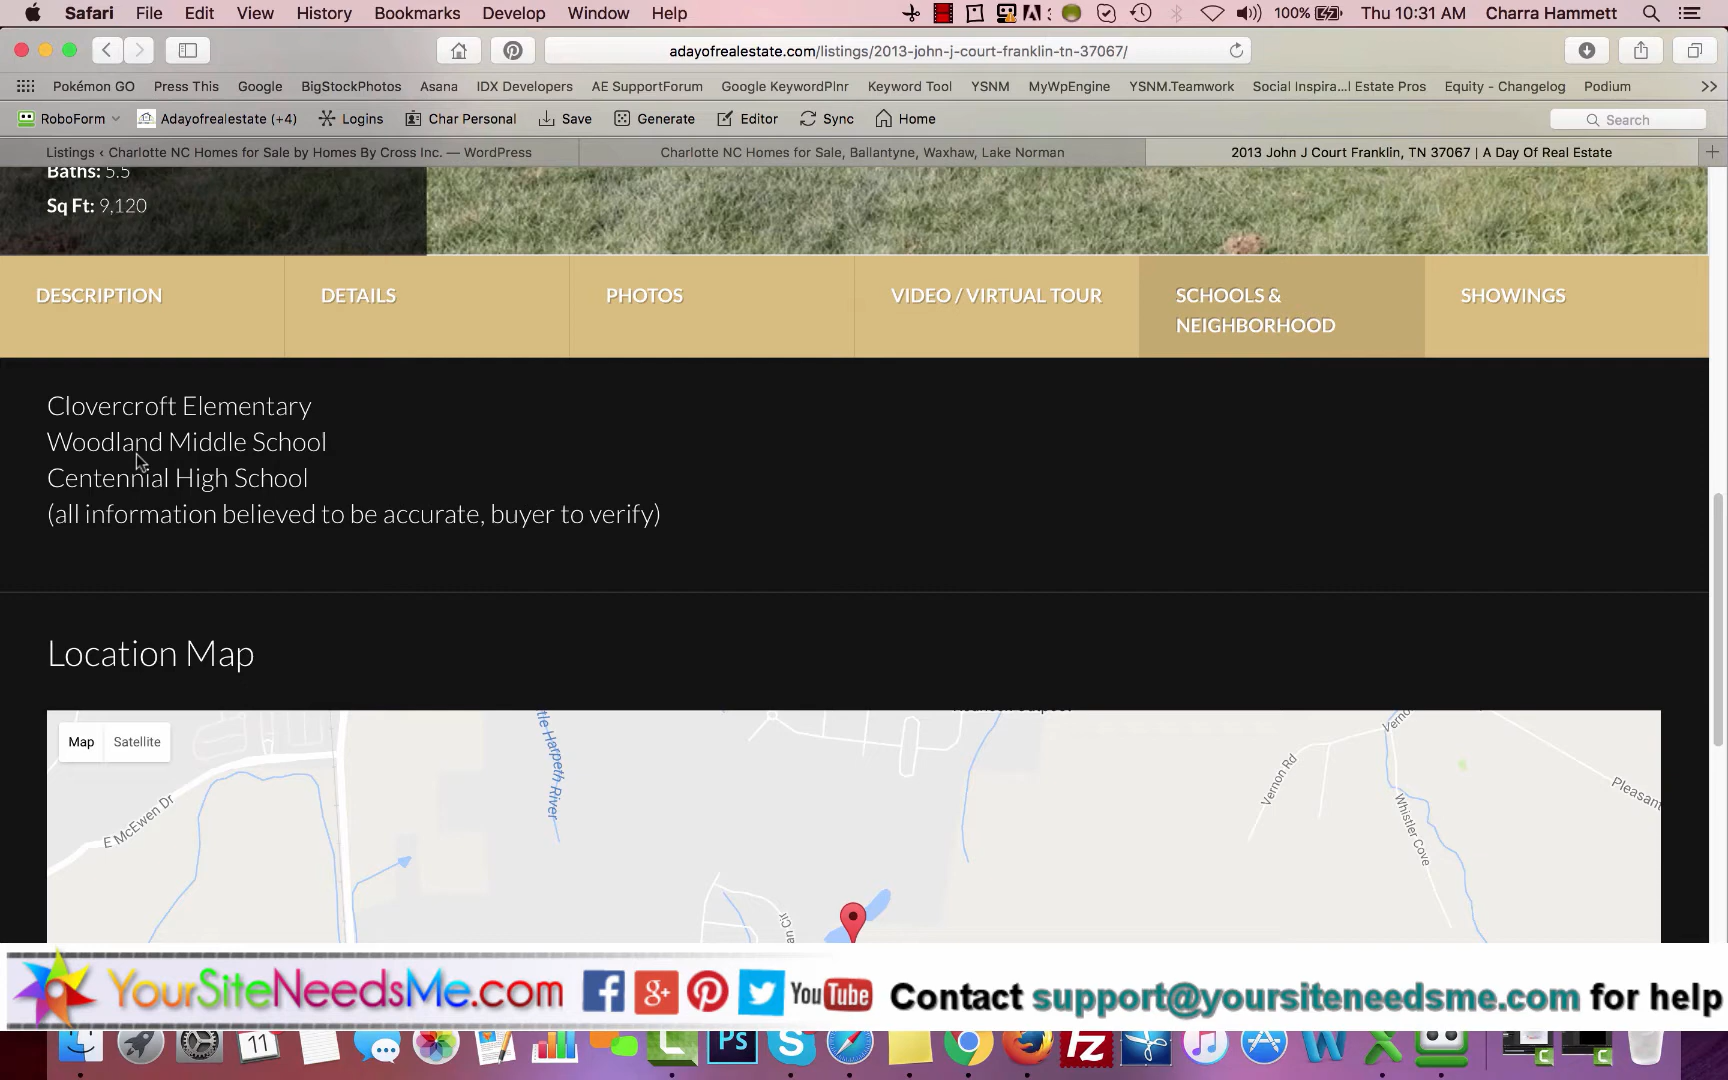 Safari File Edit View History Bookmarks Develop Window Help 100% Thu 10:31 AM Charra Hammett
adayofrealestate.com/listings/2013-john-j-court-franklin-tn-37067/
Pokémon GO Press This Google BigStockPhotos Asana IDX Developers AE SupportForum Google KeywordPlnr Keyword Tool YSNM MyWpEngine YSNM.Teamwork Social Inspira...l Estate Pros Equity - Changelog Podium
RoboForm Adayofrealestate (+4) Logins Char Personal Save Generate Editor Sync Home Search
Listings ‹ Charlotte NC Homes for Sale by Homes By Cross Inc. — WordPress Charlotte NC Homes for Sale, Ballantyne, Waxhaw, Lake Norman 2013 John J Court Franklin, TN 37067 | A Day Of Real Estate
Baths: 5.5
Sq Ft: 9,120
DESCRIPTION DETAILS PHOTOS VIDEO / VIRTUAL TOUR SCHOOLS & SHOWINGS
NEIGHBORHOOD
Clovercroft Elementary
Woodland Middle School
Centennial High School
(all information believed to be accurate, buyer to verify)
Location Map
Map Satellite
E McEwen Dr
Vernon Rd
Whistler Cove
Pleasant
YourSiteNeedsMe.com f g+ YouTube Contact support@yoursiteneedsme.com for help
11 Ps S FZ W